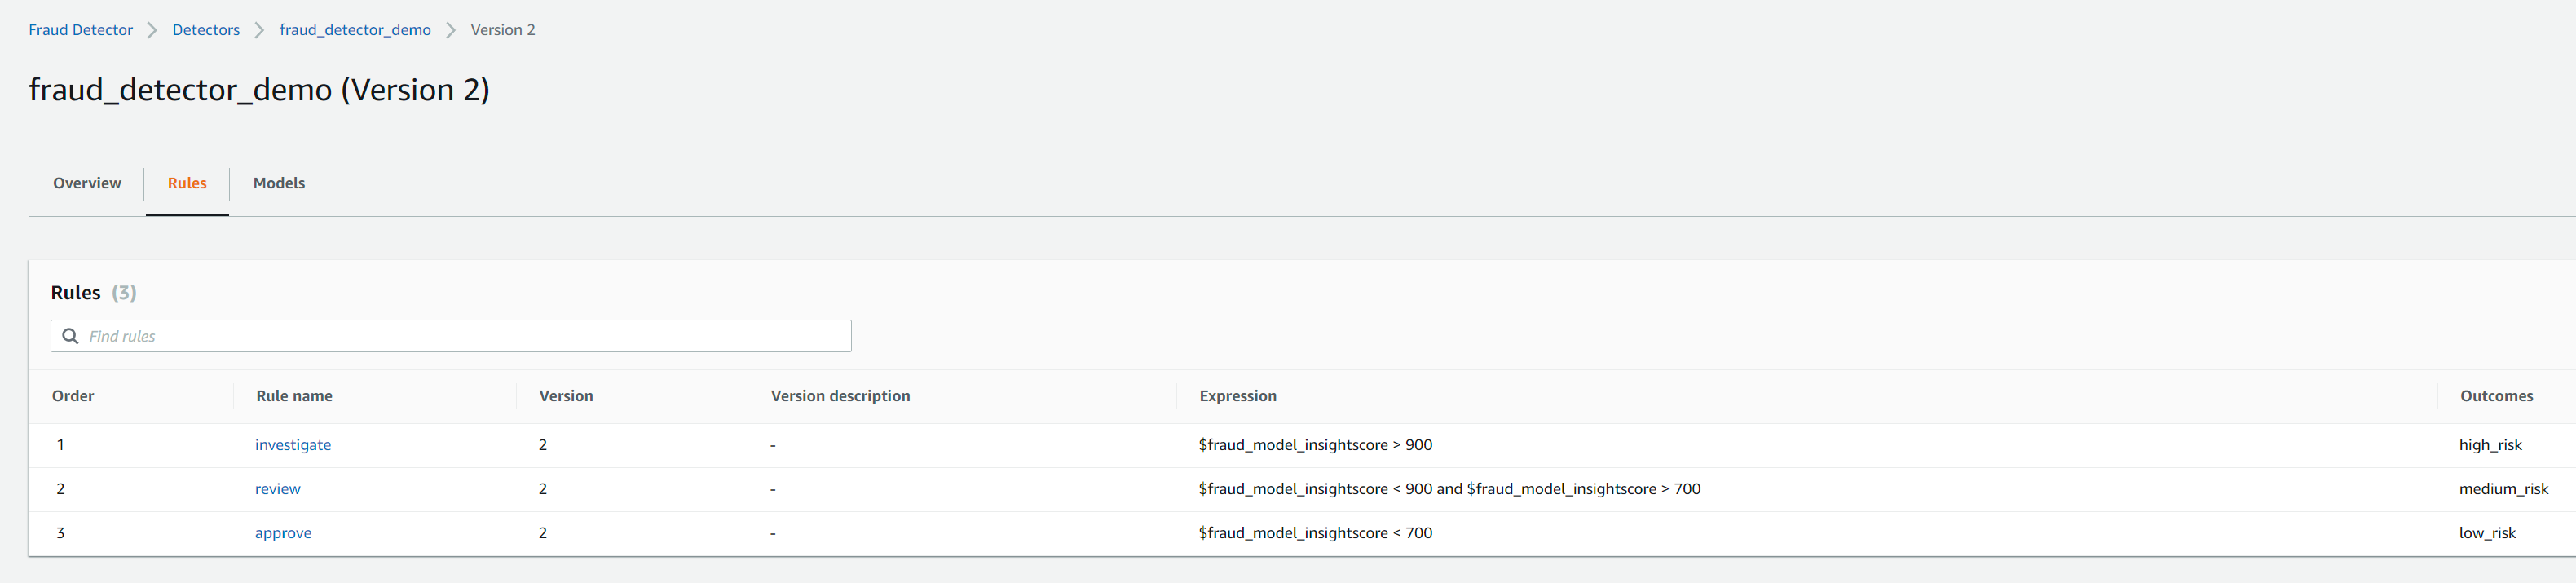 Fraud Detector Detectors fraud_detector_demo Version 2
fraud_detector_demo (Version 2)
Overview Rules Models
Rules (3)
Find rules
Order Rule name Version Version description Expression Outcomes
1 investigate 2 - $fraud_model_insightscore > 900 high_risk
2 review 2 - $fraud_model_insightscore < 900 and $fraud_model_insightscore > 700 medium_risk
3 approve 2 - $fraud_model_insightscore < 700 low_risk